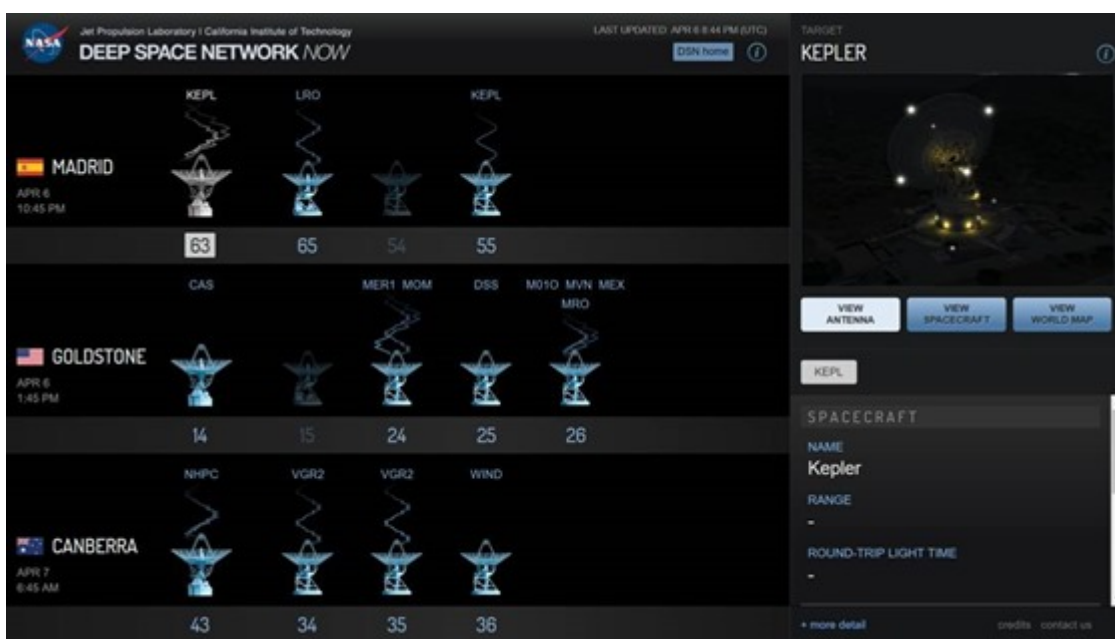 NASA
Jet Propulsion Laboratory | California Institute of Technology
DEEP SPACE NETWORK NOW
LAST UPDATED: APR 6 8:44 PM (UTC)
DSN home
i
KEPL LRO KEPL
MADRID
APR 6
10:45 PM
63 65 54 55
CAS MER1 MOM DSS M01O MVN MEX
MRO
GOLDSTONE
APR 6
1:45 PM
14 15 24 25 26
NHPC VGR2 VGR2 WIND
CANBERRA
APR 7
6:45 AM
43 34 35 36
TARGET
KEPLER
i
VIEW ANTENNA
VIEW SPACECRAFT
VIEW WORLD MAP
KEPL
SPACECRAFT
NAME
Kepler
RANGE
-
ROUND-TRIP LIGHT TIME
-
+ more detail
credits contact us